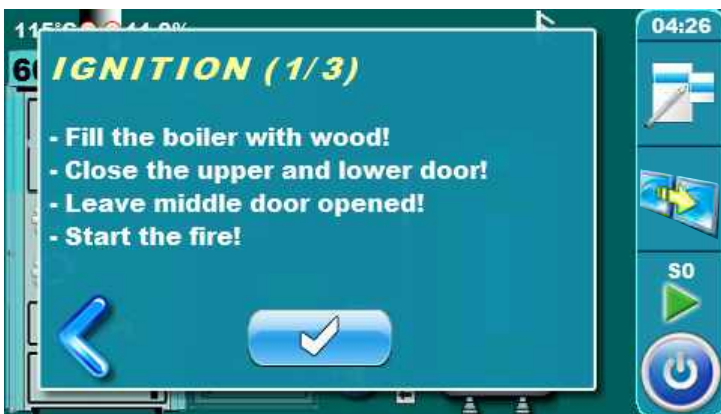 115°C
04:26
IGNITION (1/3)
- Fill the boiler with wood!
- Close the upper and lower door!
- Leave middle door opened!
- Start the fire!
S0